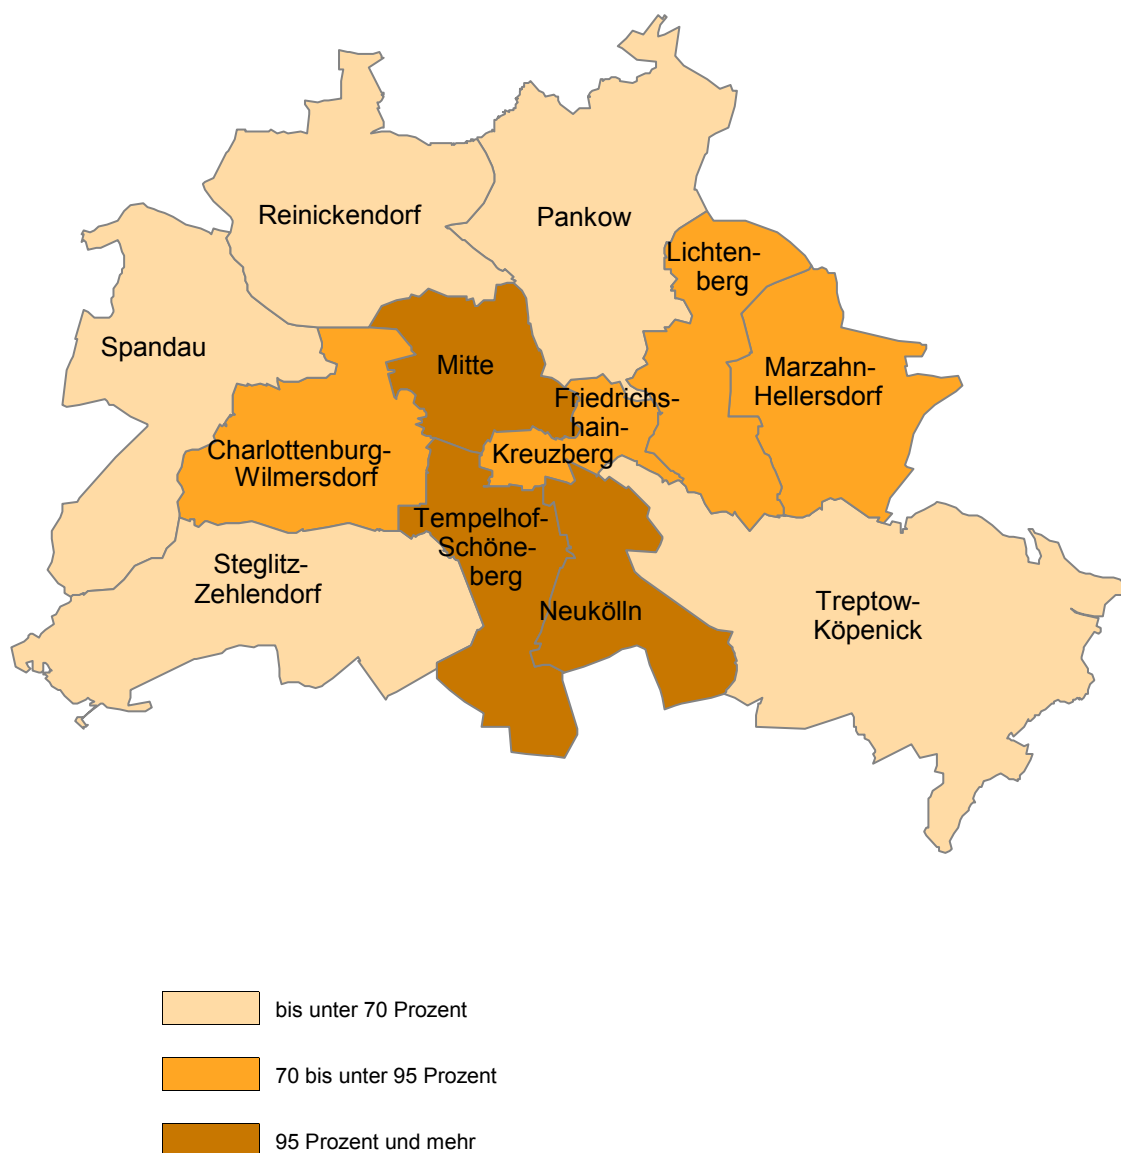 Reinickendorf
Pankow
Lichten-
berg
Spandau
Mitte
Marzahn-
Hellersdorf
Friedrichs-
hain-
Kreuzberg
Charlottenburg-
Wilmersdorf
Tempelhof-
Schöne-
berg
Steglitz-
Zehlendorf
Neukölln
Treptow-
Köpenick
bis unter 70 Prozent
70 bis unter 95 Prozent
95 Prozent und mehr